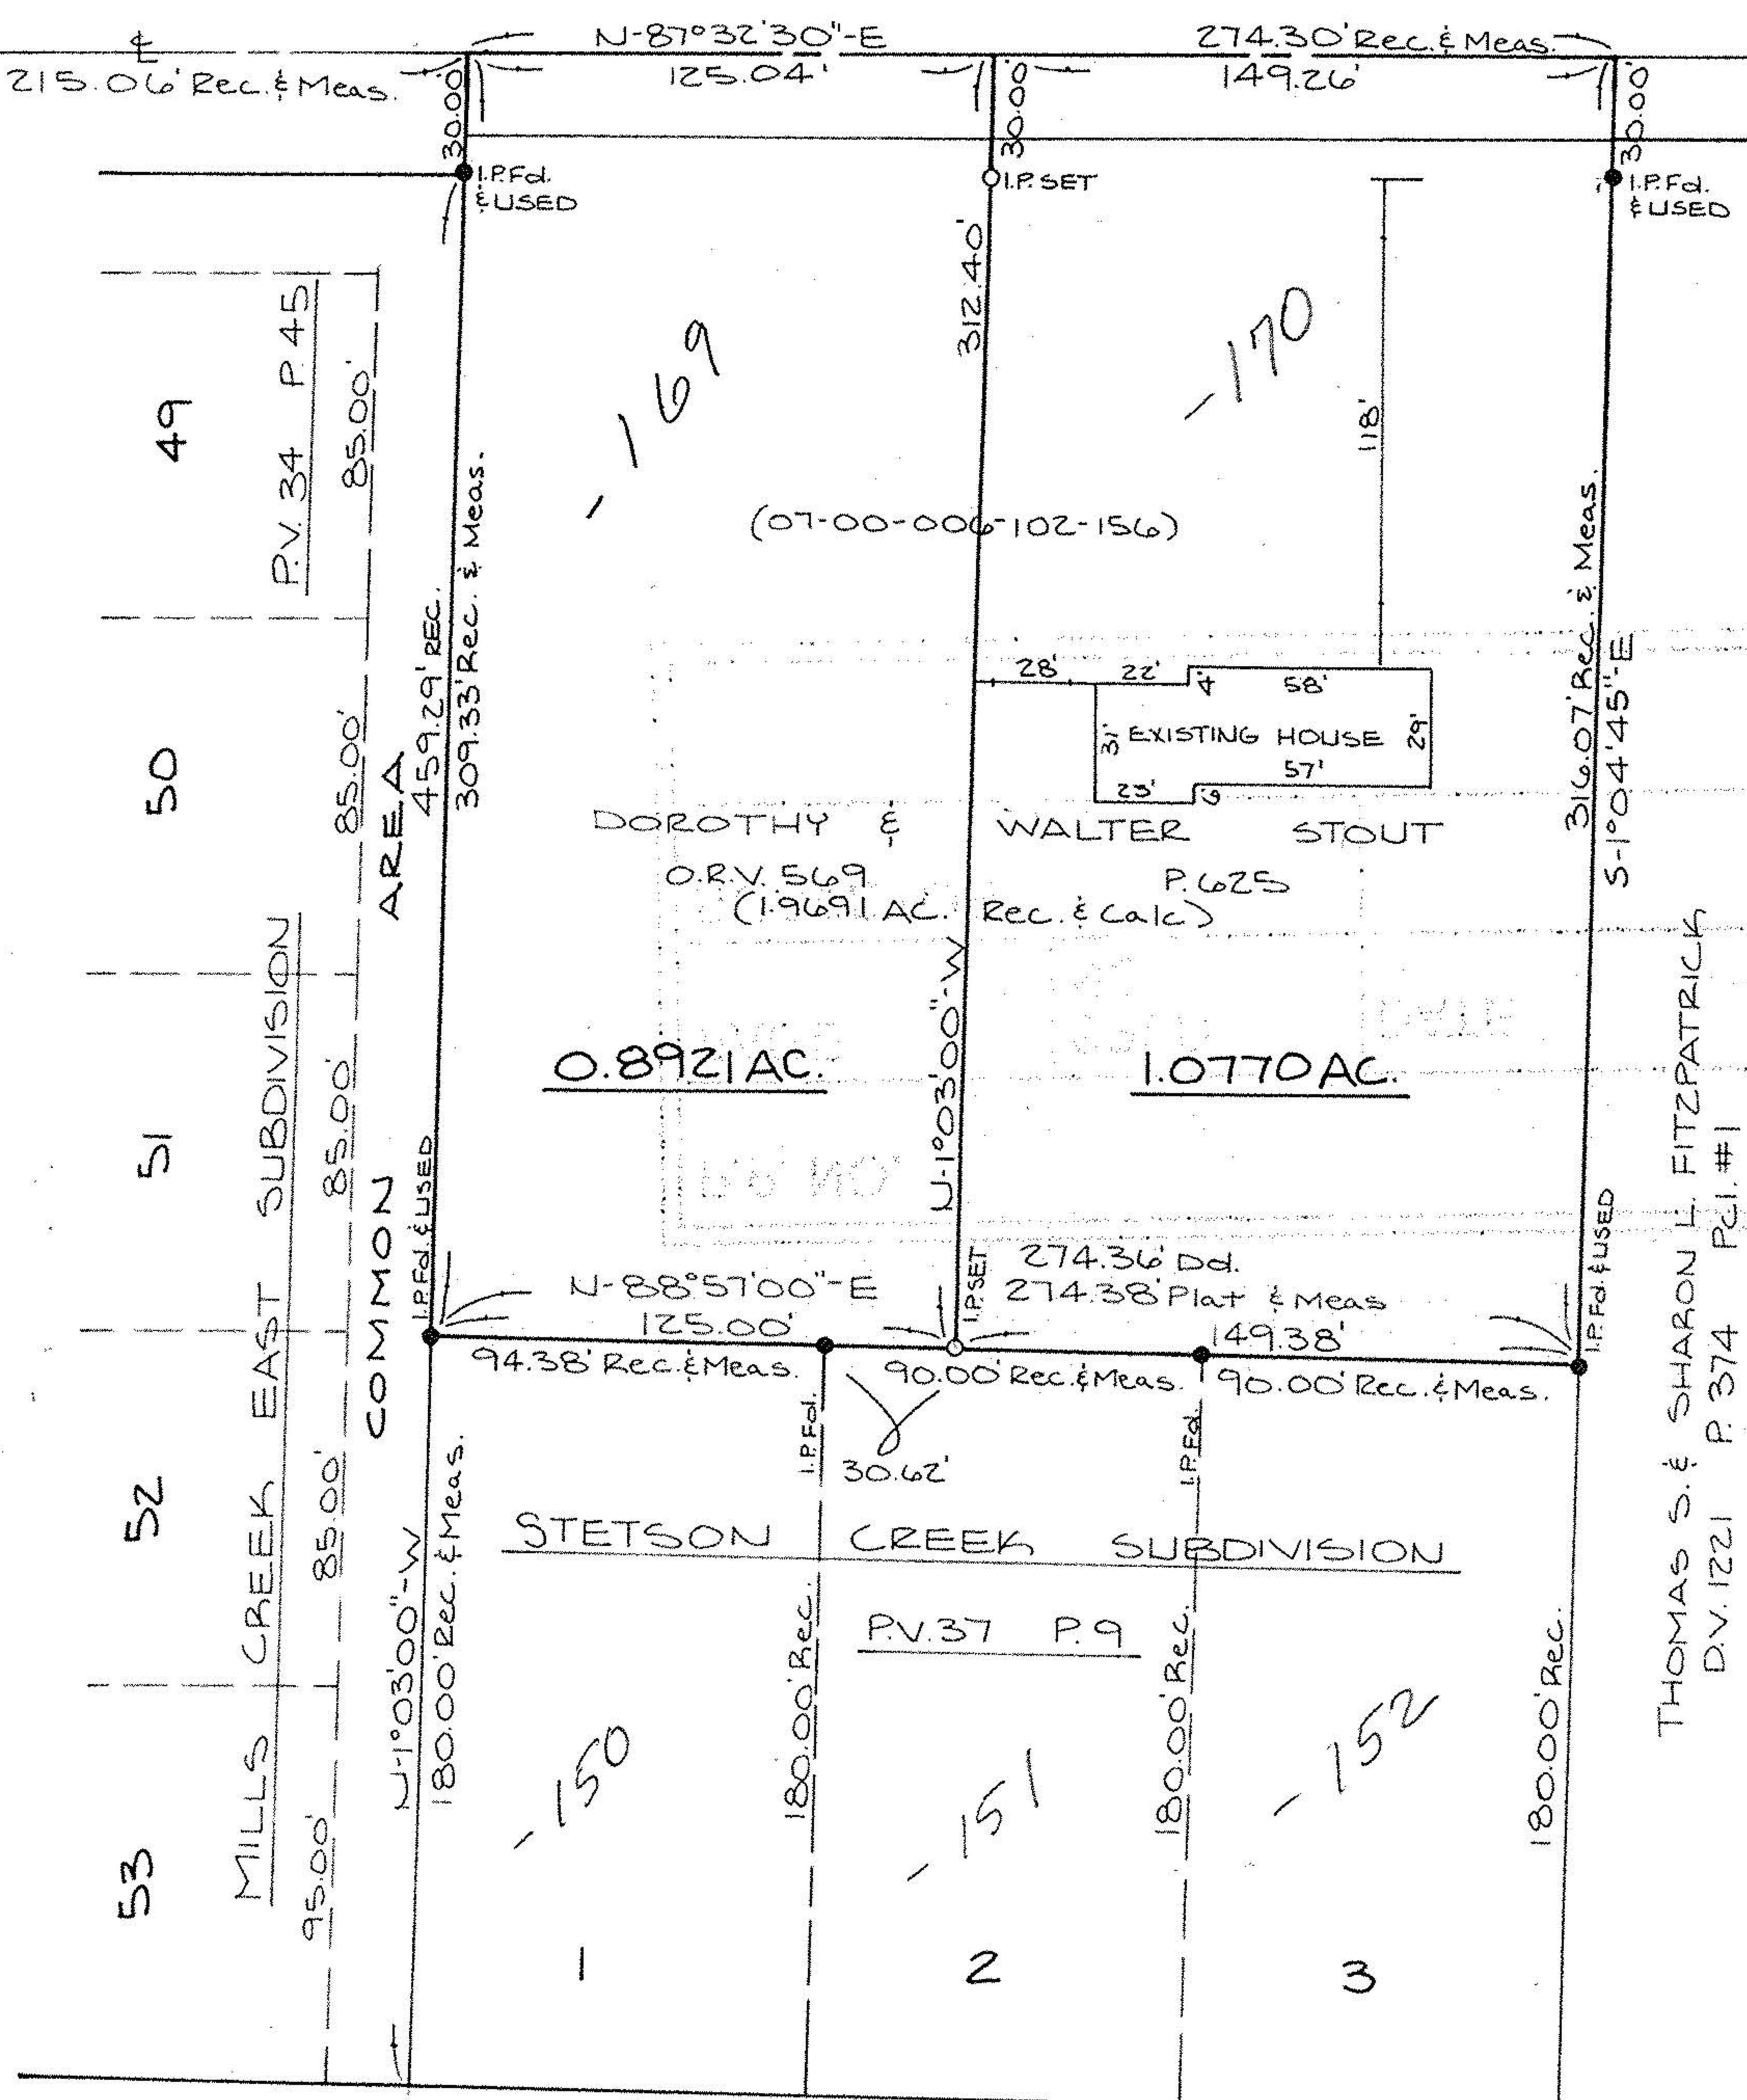 ℄
N-87°32'30"-E
274.30' Rec. & Meas.
215.06' Rec. & Meas.
125.04'
149.26'
30.00'
30.00'
30.00'
I.P. Fd. & USED
I.P. SET
I.P. Fd. & USED
49
P.V. 34 P. 45
85.00'
459.29' REC.
309.33' Rec. & Meas.
-169
312.40'
-170
118'
(07-00-006-102-156)
316.07' Rec. & Meas.
S-1°04'45"-E
50
85.00'
28'
22'
4
58'
31'
EXISTING HOUSE
29'
57'
23'
DOROTHY & WALTER STOUT
O.R.V. 569 P. 625
(1.9691 AC. Rec. & Calc)
COMMON AREA
MILLS CREEK EAST SUBDIVISION
51
85.00'
0.8921 AC.
N-1°03'00"-W
1.0770 AC.
I.P. Fd. & USED
I.P. SET
I.P. Fd. & USED
N-88°57'00"-E
274.36' Dd.
274.38' Plat & Meas
125.00'
149.38'
94.38' Rec. & Meas.
90.00' Rec. & Meas.
90.00' Rec. & Meas.
I.P. Fd.
30.62'
I.P. Fd.
THOMAS S. & SHARON L. FITZPATRICK
D.V. 1221 P. 374 Pcl. #1
52
85.00'
STETSON CREEK SUBDIVISION
P.V. 37 P. 9
N-1°03'00"-W
180.00' Rec. & Meas.
180.00' Rec.
180.00' Rec.
180.00' Rec.
-150
-151
-152
53
95.00'
1
2
3